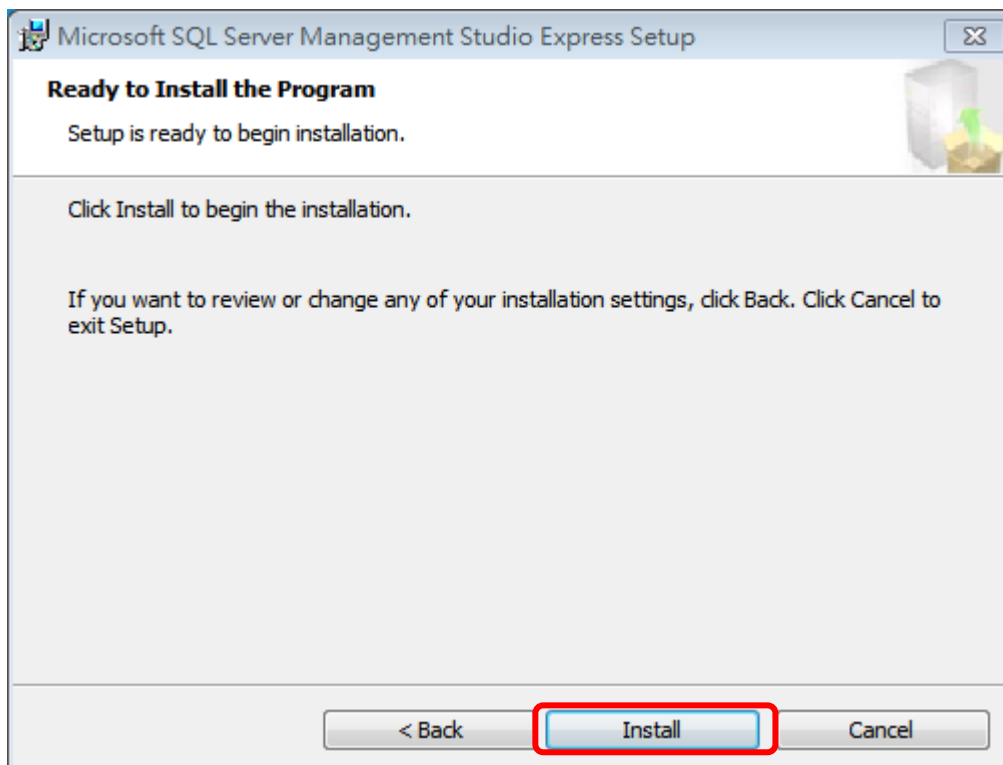 Microsoft SQL Server Management Studio Express Setup
Ready to Install the Program
Setup is ready to begin installation.
Click Install to begin the installation.
If you want to review or change any of your installation settings, click Back. Click Cancel to
exit Setup.
< Back Install Cancel